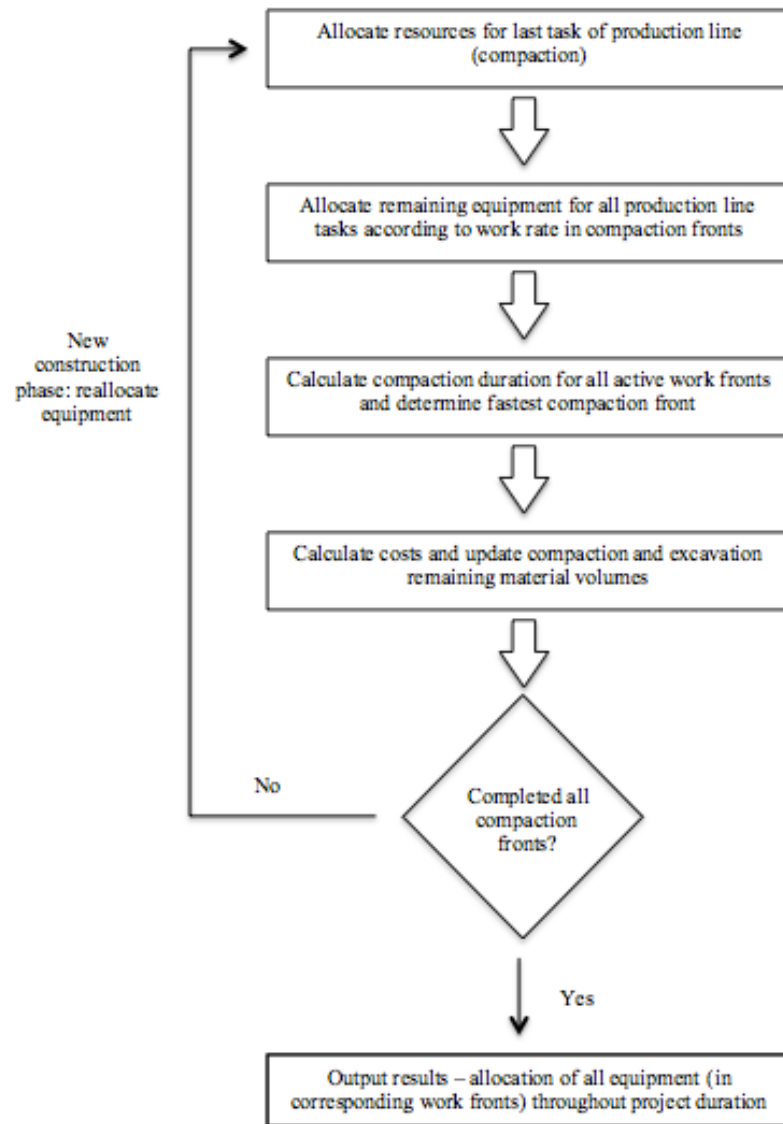 Allocate resources for last task of production line
(compaction)
Allocate remaining equipment for all production line
tasks according to work rate in compaction fronts
New
construction
phase: reallocate
equipment
Calculate compaction duration for all active work fronts
and determine fastest compaction front
Calculate costs and update compaction and excavation
remaining material volumes
No
Completed all
compaction
fronts?
Yes
Output results – allocation of all equipment (in
corresponding work fronts) throughout project duration